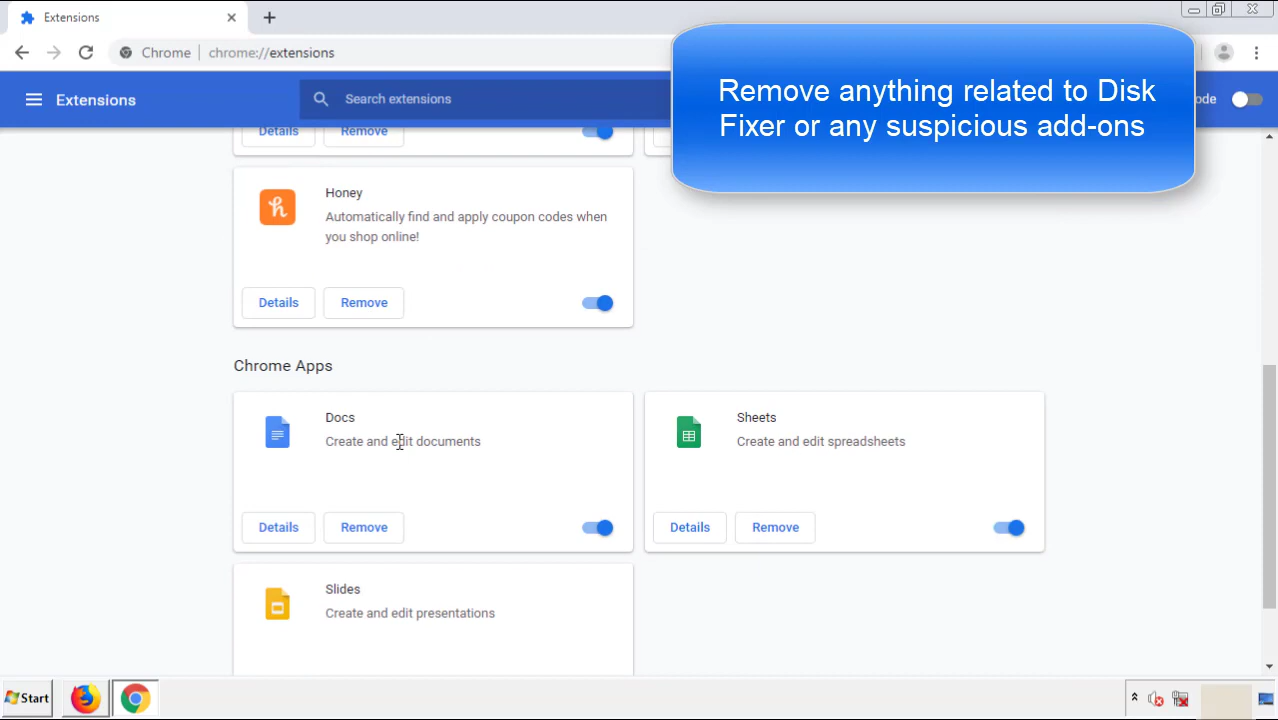 Extensions
Chrome
chrome://extensions
Extensions
Search extensions
ode
Remove anything related to Disk
Fixer or any suspicious add-ons
Details
Remove
Honey
Automatically find and apply coupon codes when
you shop online!
Details
Remove
Chrome Apps
Docs
Create and edit documents
Details
Remove
Sheets
Create and edit spreadsheets
Details
Remove
Slides
Create and edit presentations
Start